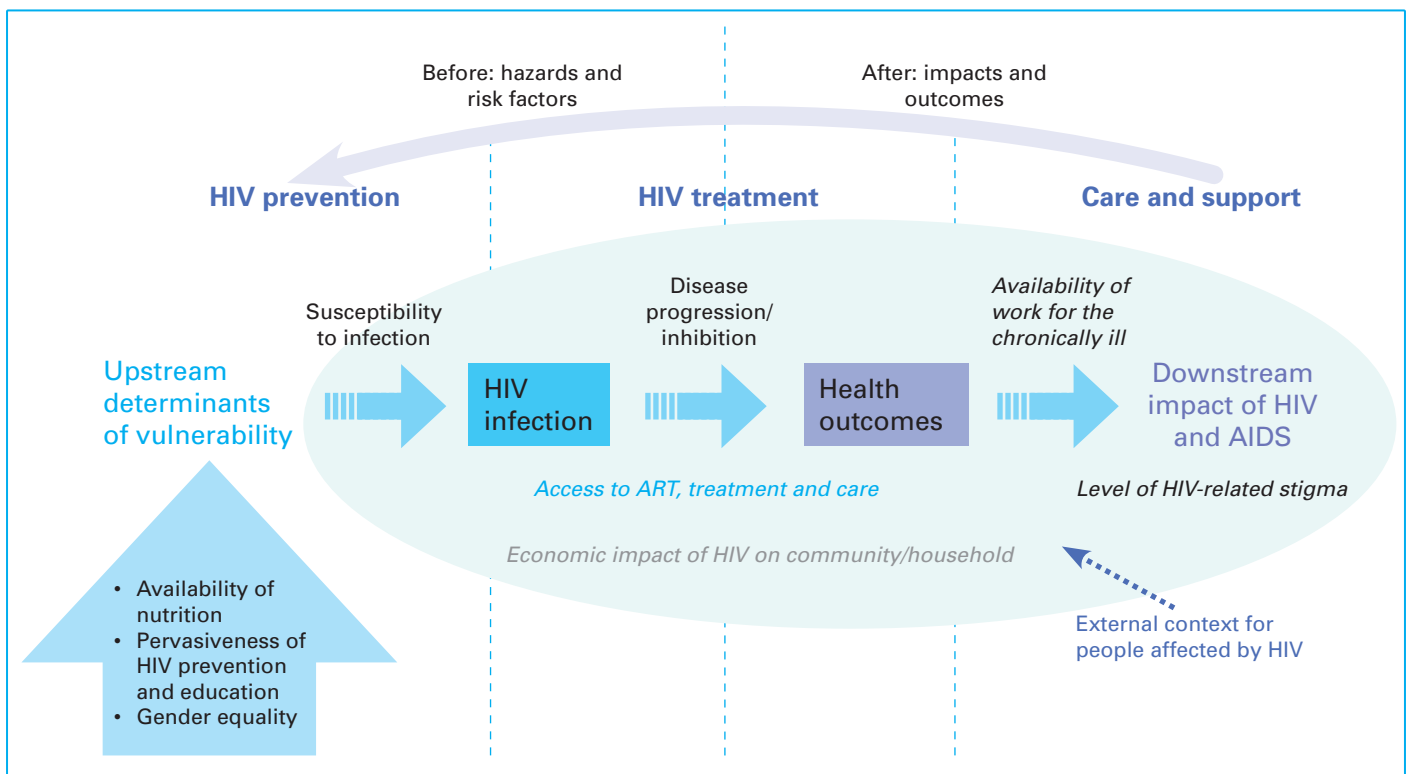 Before: hazards and
risk factors
After: impacts and
outcomes
HIV prevention
HIV treatment
Care and support
Susceptibility
to infection
Disease
progression/
inhibition
Availability of
work for the
chronically ill
Upstream
determinants
of vulnerability
HIV
infection
Health
outcomes
Downstream
impact of HIV
and AIDS
Access to ART, treatment and care
Level of HIV-related stigma
Economic impact of HIV on community/household
• Availability of
nutrition
• Pervasiveness of
HIV prevention
and education
• Gender equality
External context for
people affected by HIV